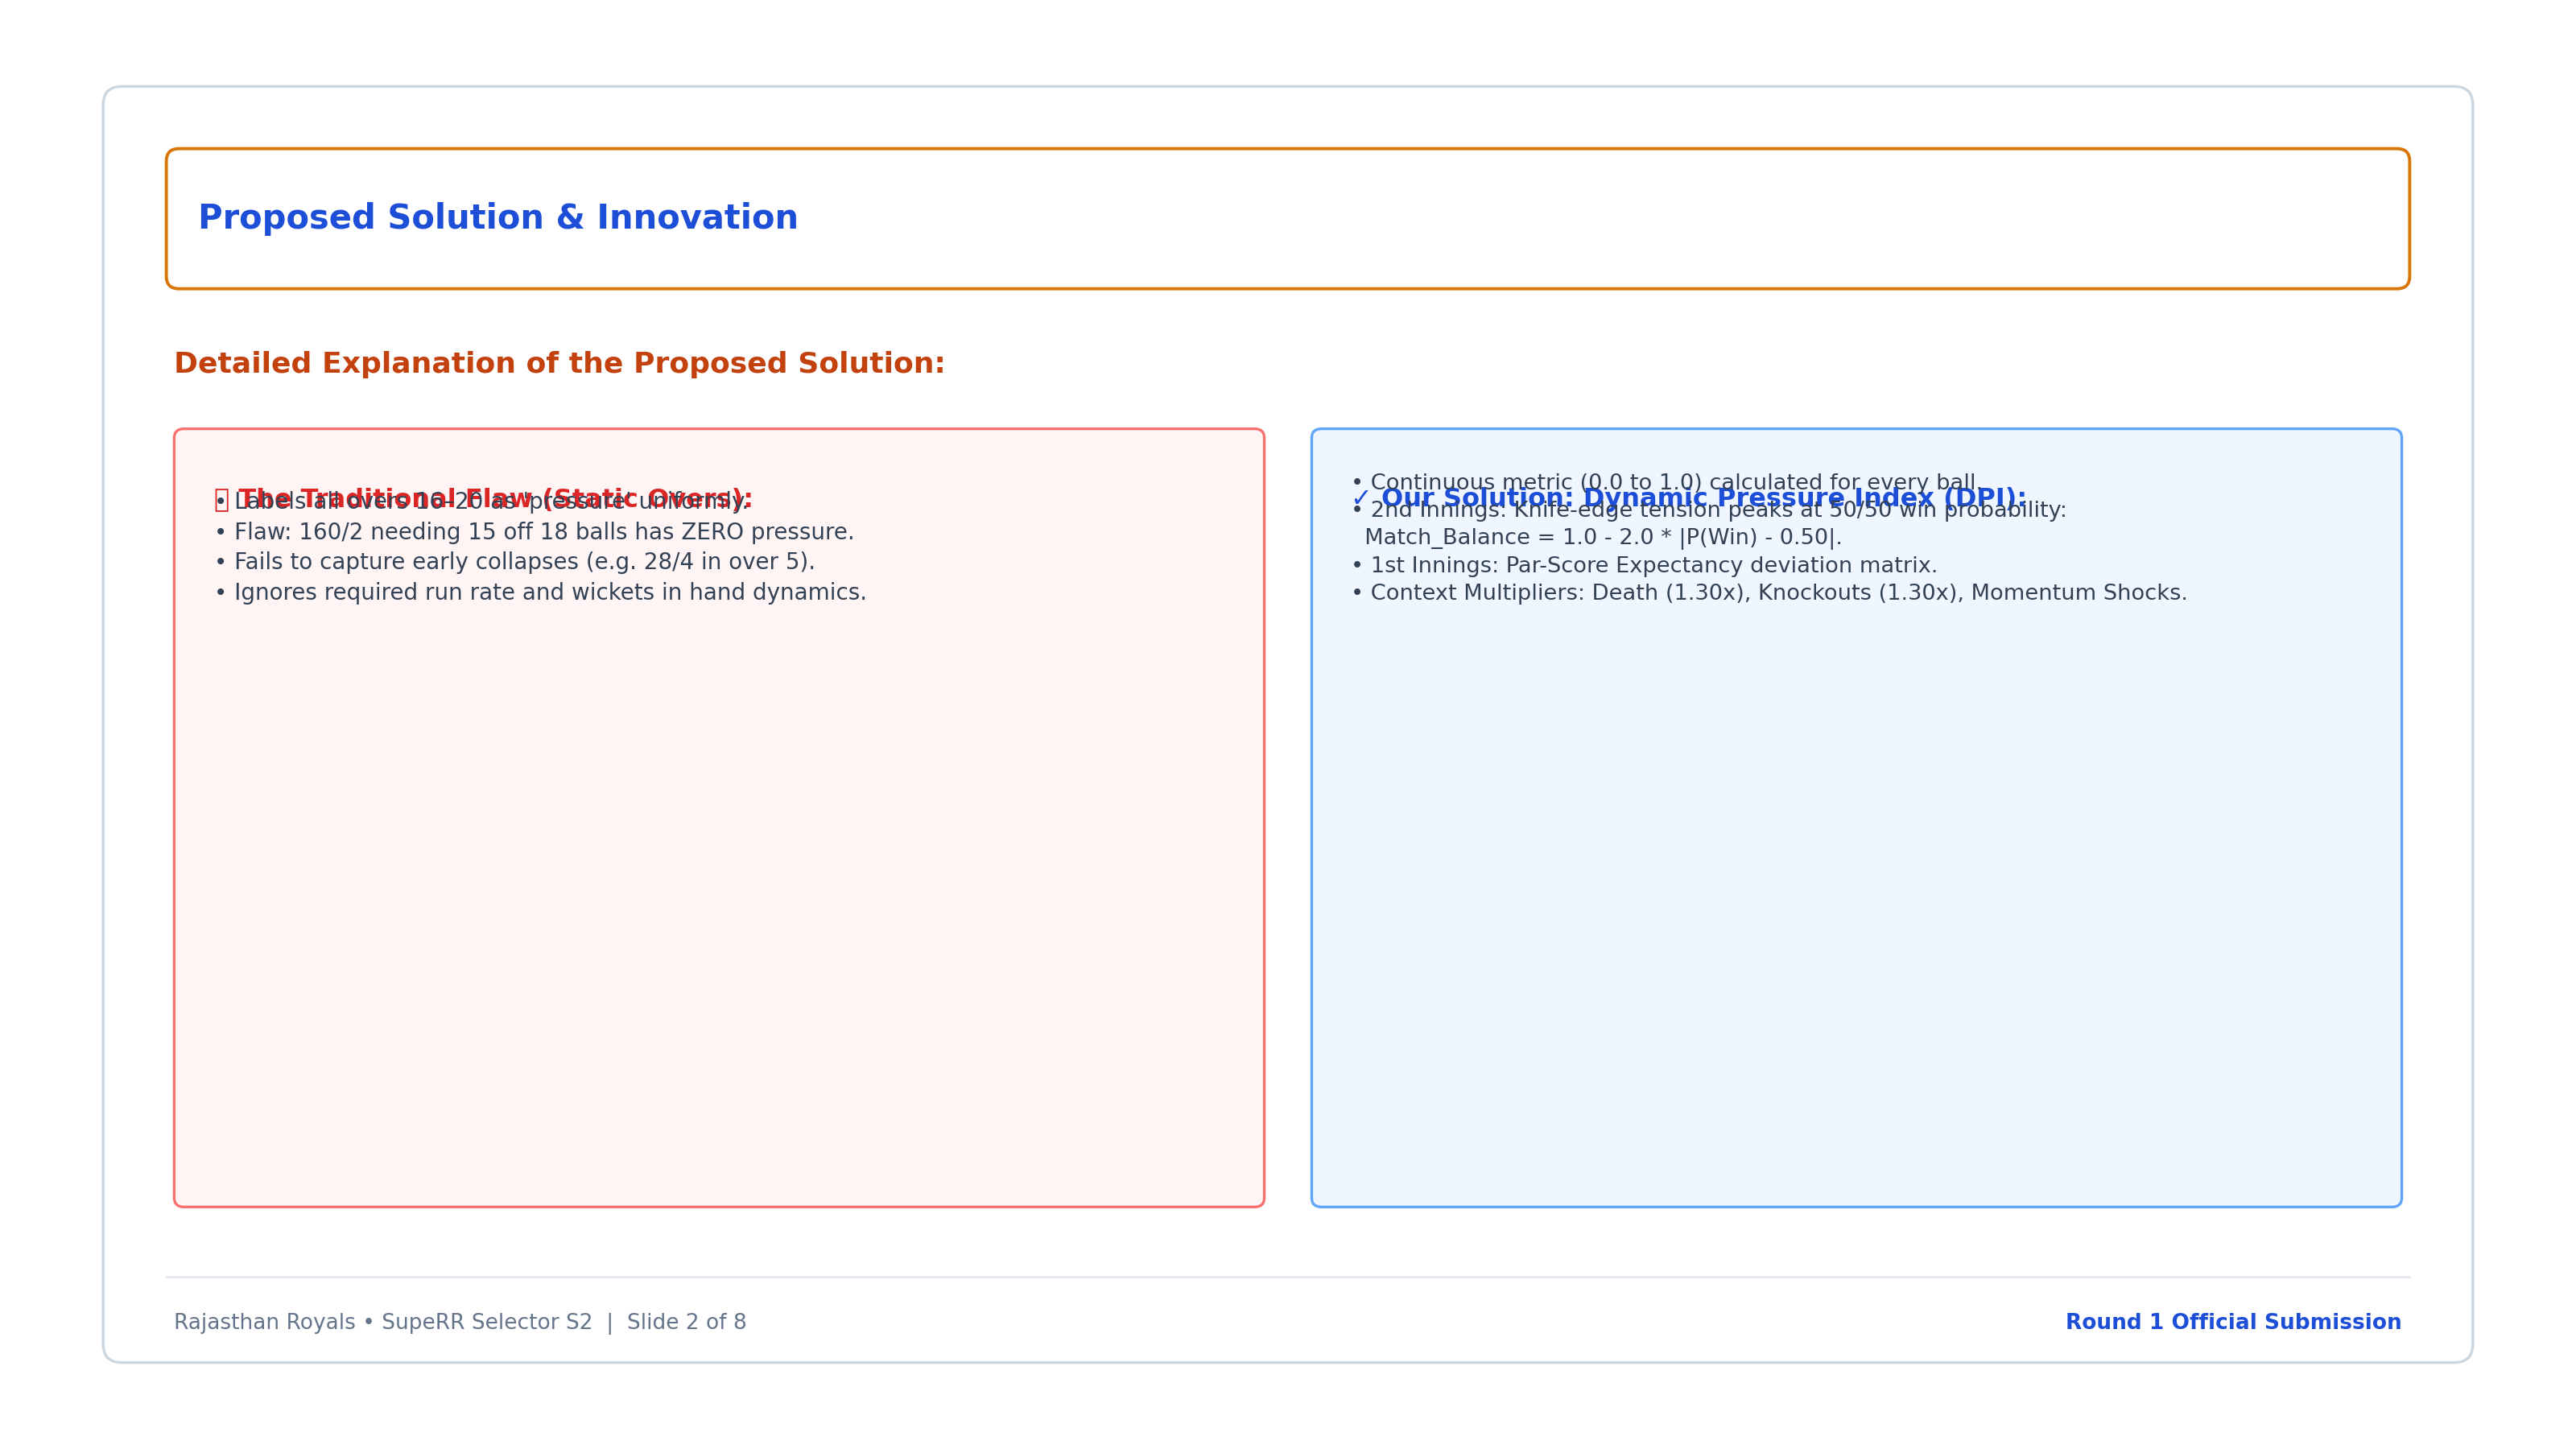 Proposed Solution & Innovation
Detailed Explanation of the Proposed Solution:
The Traditional Flaw (Static Overs):
• Labels all overs 16–20 as 'pressure' uniformly.
• Flaw: 160/2 needing 15 off 18 balls has ZERO pressure.
• Fails to capture early collapses (e.g. 28/4 in over 5).
• Ignores required run rate and wickets in hand dynamics.
✓ Our Solution: Dynamic Pressure Index (DPI):
• Continuous metric (0.0 to 1.0) calculated for every ball.
• 2nd Innings: Knife-edge tension peaks at 50/50 win probability:
Match_Balance = 1.0 - 2.0 * |P(Win) - 0.50|.
• 1st Innings: Par-Score Expectancy deviation matrix.
• Context Multipliers: Death (1.30x), Knockouts (1.30x), Momentum Shocks.
Rajasthan Royals • SupeRR Selector S2 | Slide 2 of 8
Round 1 Official Submission